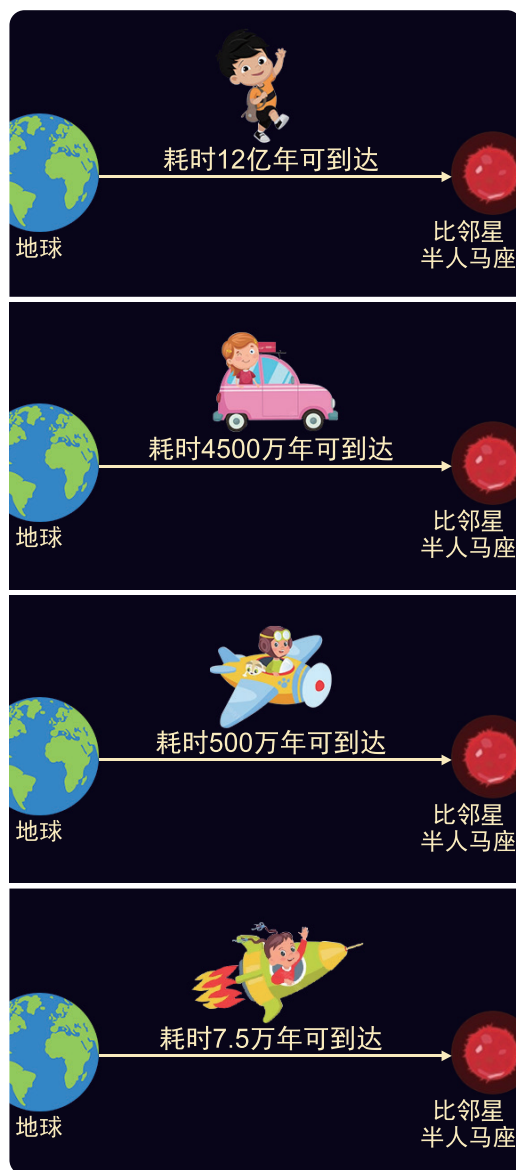 耗时12亿年可到达
地球
比邻星
半人马座
耗时4500万年可到达
地球
比邻星
半人马座
耗时500万年可到达
地球
比邻星
半人马座
耗时7.5万年可到达
地球
比邻星
半人马座